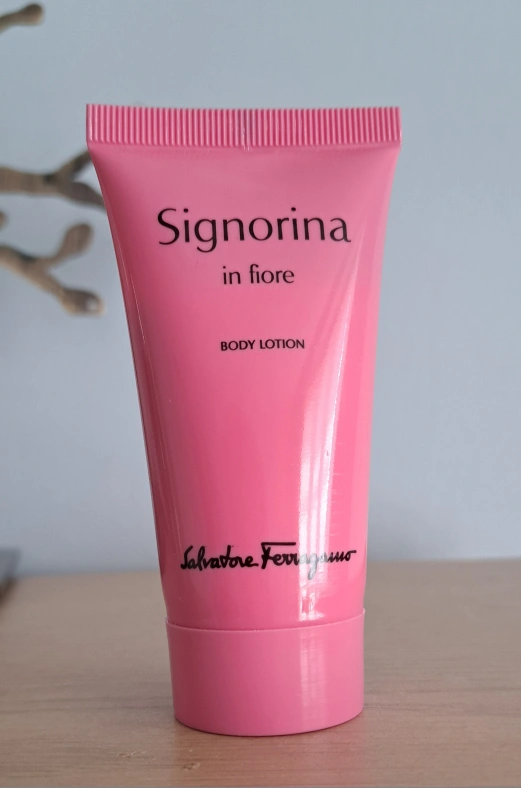 Signorina
in fiore
BODY LOTION
Salvatore Ferragamo